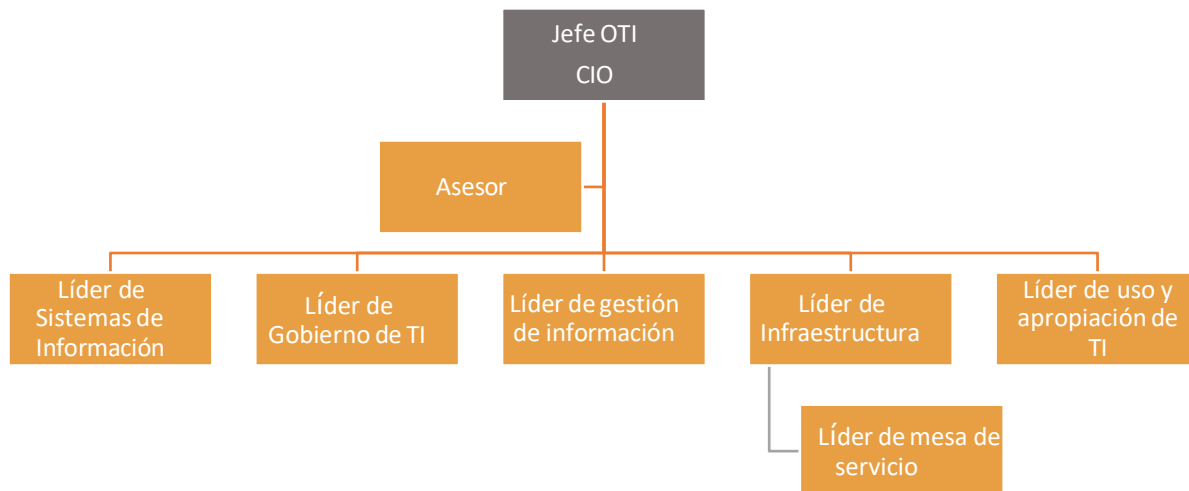 Jefe OTI
CIO
Asesor
Líder de
Sistemas de
Información
Líder de
Gobierno de TI
Líder de gestión
de información
Líder de
Infraestructura
Líder de uso y
apropiación de
TI
Líder de mesa de
servicio